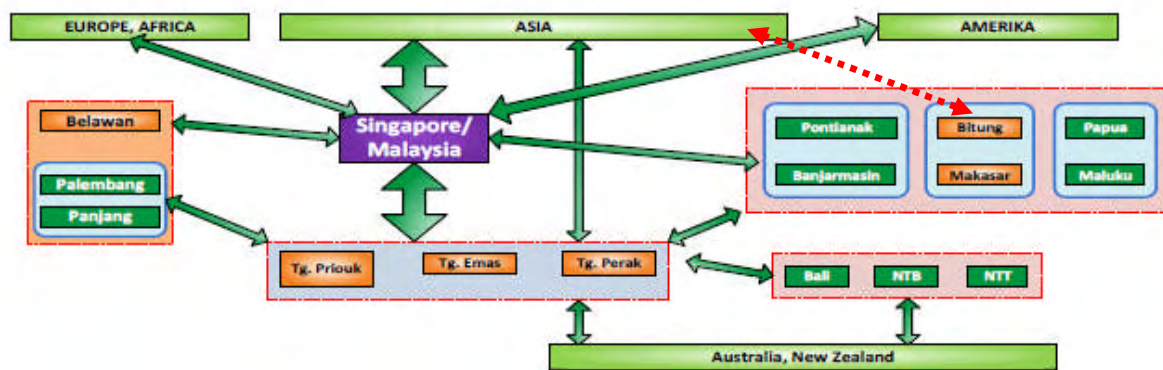 EUROPE, AFRICA
ASIA
AMERIKA
Belawan
Singapore/
Malaysia
Pontianak
Bitung
Papua
Palembang
Banjarmasin
Makasar
Maluku
Panjang
Tg. Priouk
Tg. Emas
Tg. Perak
Bali
NTB
NTT
Australia, New Zealand